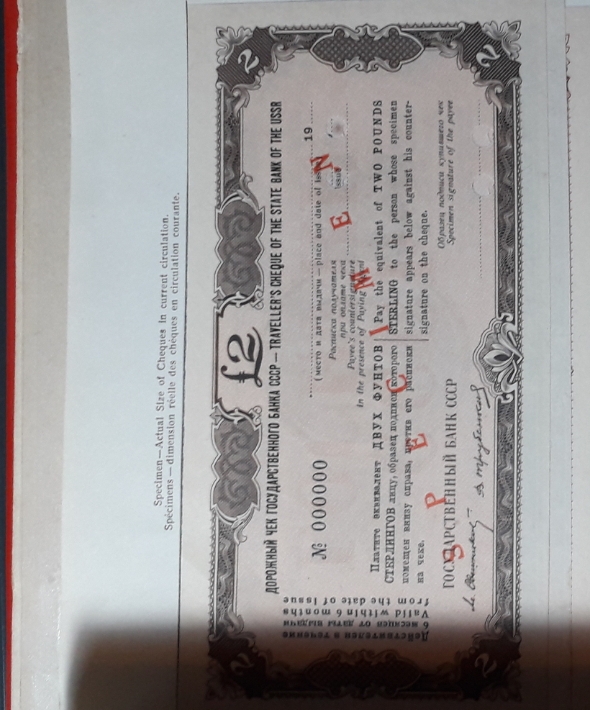 Specimen—Actual Size of Cheques in current circulation.
Spécimens — dimension réelle des chèques en circulation courante.
2
2
£2
ДОРОЖНЫЙ ЧЕК ГОСУДАРСТВЕННОГО БАНКА СССР — TRAVELLER'S CHEQUE OF THE STATE BANK OF THE USSR
Действителен в течение
6 месяцев от даты выдачи
Valid within 6 months
from the date of issue
№ 000000
19
(место и дата выдачи — place and date of issue)
Расписка получателя
при оплате чека
Payee's countersignature
In the presence of Paying
SPECIMEN
Платите эквивалент ДВУХ ФУНТОВ
СТЕРЛИНГОВ лицу, образец подписи которого
помещен внизу справа, против его расписки
на чеке.
Pay the equivalent of TWO POUNDS
STERLING to the person whose specimen
signature appears below against his counter-
signature on the cheque.
ГОСУДАРСТВЕННЫЙ БАНК СССР
Образец подписи купившего чек
Specimen signature of the payee
2
2